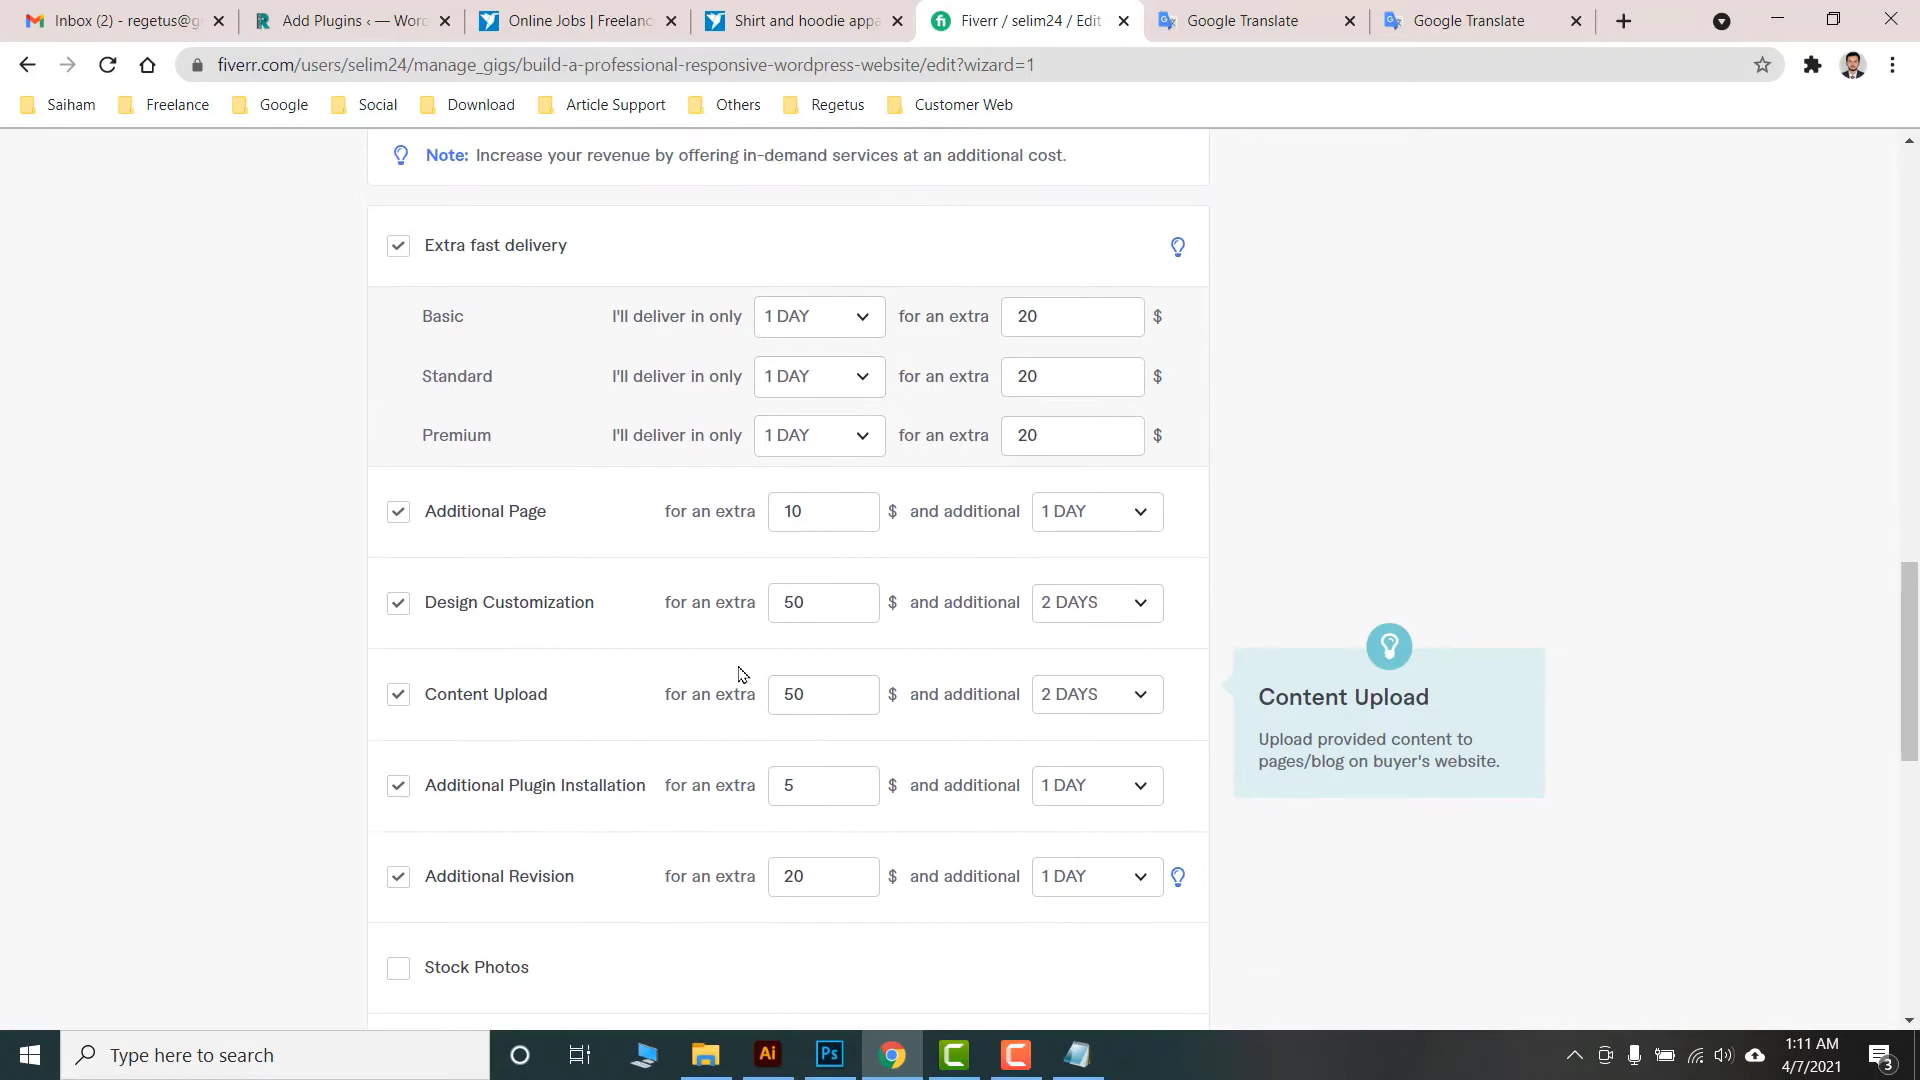 Inbox (2) - regetus@g
Add Plugins ‹ — Wor
Online Jobs | Freelanc
Shirt and hoodie appa
Fiverr / selim24 / Edit
Google Translate
Google Translate
fiverr.com/users/selim24/manage_gigs/build-a-professional-responsive-wordpress-website/edit?wizard=1
Saiham
Freelance
Google
Social
Download
Article Support
Others
Regetus
Customer Web
Note: Increase your revenue by offering in-demand services at an additional cost.
Extra fast delivery
Basic I'll deliver in only 1 DAY for an extra 20 $
Standard I'll deliver in only 1 DAY for an extra 20 $
Premium I'll deliver in only 1 DAY for an extra 20 $
Additional Page for an extra 10 $ and additional 1 DAY
Design Customization for an extra 50 $ and additional 2 DAYS
Content Upload for an extra 50 $ and additional 2 DAYS
Content Upload
Upload provided content to
pages/blog on buyer's website.
Additional Plugin Installation for an extra 5 $ and additional 1 DAY
Additional Revision for an extra 20 $ and additional 1 DAY
Stock Photos
Type here to search
Ai
Ps
1:11 AM
4/7/2021
3